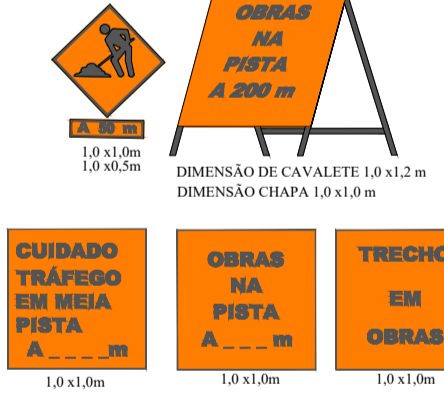 A 50 m
1,0 x1,0m
1,0 x0,5m
OBRAS
NA
PISTA
A 200 m
DIMENSÃO DE CAVALETE 1,0 x1,2 m
DIMENSÃO CHAPA 1,0 x1,0 m
CUIDADO
TRÁFEGO
EM MEIA
PISTA
A _ _ _ _m
1,0 x1,0m
OBRAS
NA
PISTA
A _ _ _ m
1,0 x1,0m
TRECHO
EM
OBRAS
1,0 x1,0m